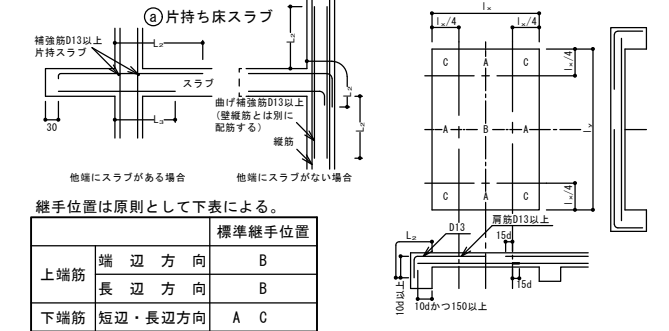 ⓐ片持ち床スラブ
補強筋D13以上
片持スラブ
L₂
L₂
スラブ
30
L₃
曲げ補強筋D13以上
(壁縦筋とは別に
配筋する)
縦筋
L₂
L₂
他端にスラブがある場合
他端にスラブがない場合
継手位置は原則として下表による。
標準継手位置
上端筋 端辺方向 B
長辺方向 B
下端筋 短辺・長辺方向 A C
lₓ
lₓ/4 lₓ/4
C A C
lₓ/4
A B A
C A C
lₓ/4
L₂
D13
肩筋D13以上
15d
15d
10d以上
10dかつ150以上